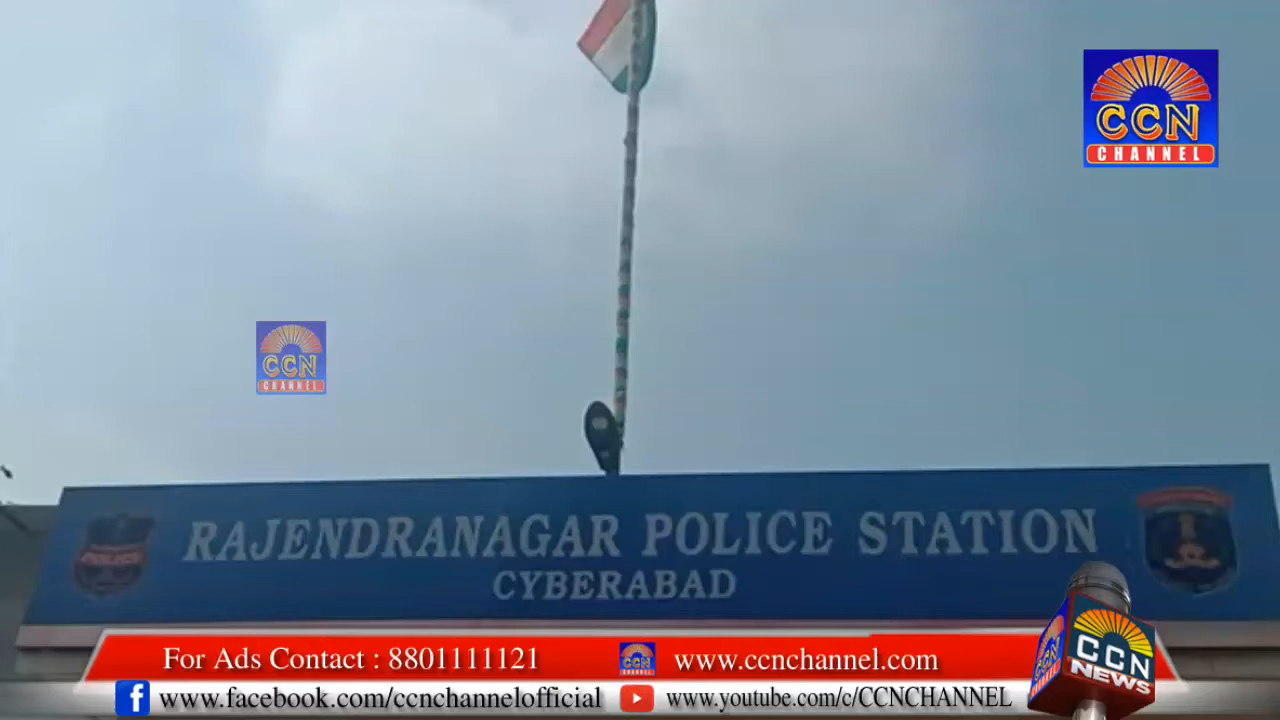 CCN
CHANNEL
CCN
CHANNEL
POLICE
RAJENDRANAGAR POLICE STATION
CYBERABAD
For Ads Contact : 8801111121
www.ccnchannel.com
CCN
NEWS
www.facebook.com/ccnchannelofficial
www.youtube.com/c/CCNCHANNEL